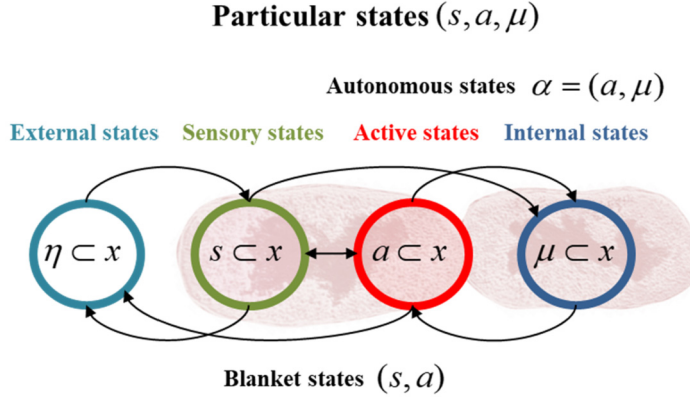 Particular states (s, a, μ)
Autonomous states α = (a, μ)
External states Sensory states Active states Internal states
η ⊂ x s ⊂ x a ⊂ x μ ⊂ x
Blanket states (s, a)